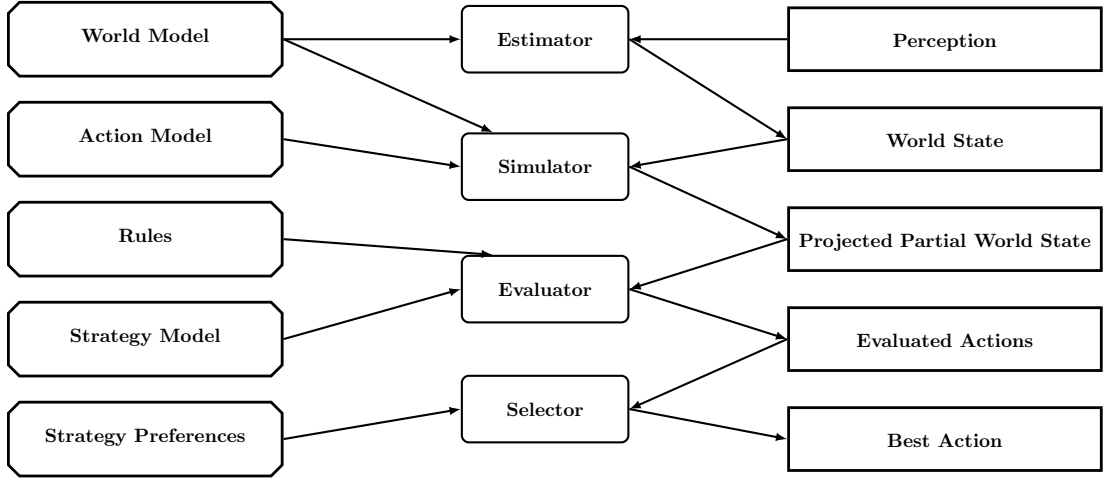 World Model
Estimator
Perception
Action Model
World State
Simulator
Rules
Projected Partial World State
Evaluator
Strategy Model
Evaluated Actions
Selector
Strategy Preferences
Best Action